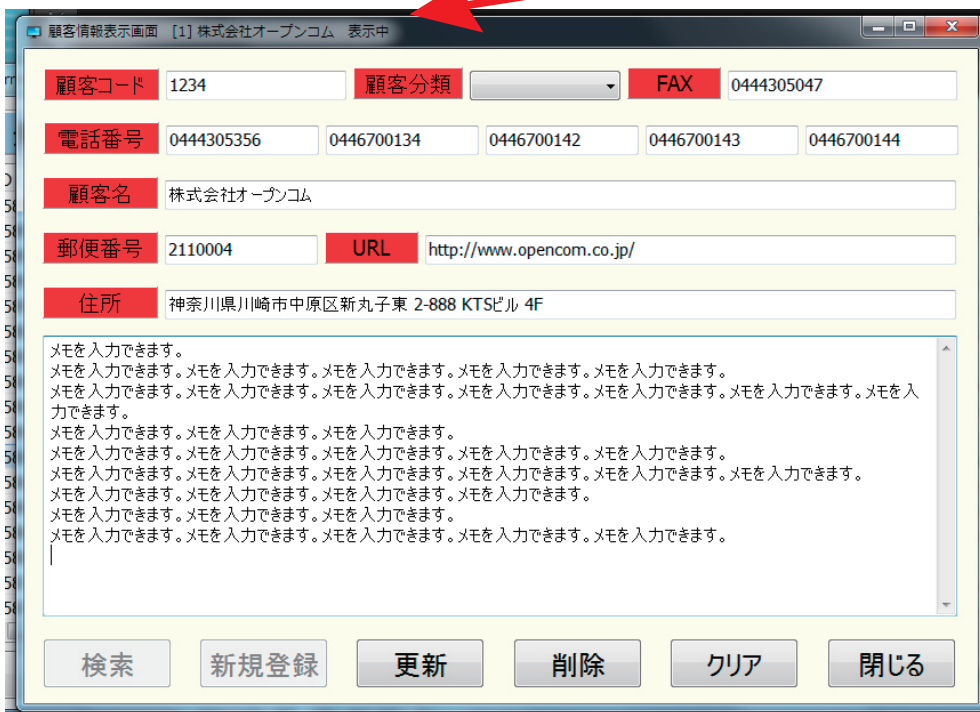 顧客情報表示画面 [1] 株式会社オープンコム 表示中
顧客コード 1234 顧客分類 FAX 0444305047
電話番号 0444305356 0446700134 0446700142 0446700143 0446700144
顧客名 株式会社オープンコム
郵便番号 2110004 URL http://www.opencom.co.jp/
住所 神奈川県川崎市中原区新丸子東 2-888 KTSビル 4F
メモを入力できます。
メモを入力できます。メモを入力できます。メモを入力できます。メモを入力できます。メモを入力できます。
メモを入力できます。メモを入力できます。メモを入力できます。メモを入力できます。メモを入力できます。メモを入力できます。メモを入
力できます。
メモを入力できます。メモを入力できます。メモを入力できます。
メモを入力できます。メモを入力できます。メモを入力できます。メモを入力できます。メモを入力できます。
メモを入力できます。メモを入力できます。メモを入力できます。メモを入力できます。メモを入力できます。メモを入力できます。
メモを入力できます。メモを入力できます。メモを入力できます。メモを入力できます。
メモを入力できます。メモを入力できます。メモを入力できます。
メモを入力できます。メモを入力できます。メモを入力できます。メモを入力できます。メモを入力できます。
検索 新規登録 更新 削除 クリア 閉じる